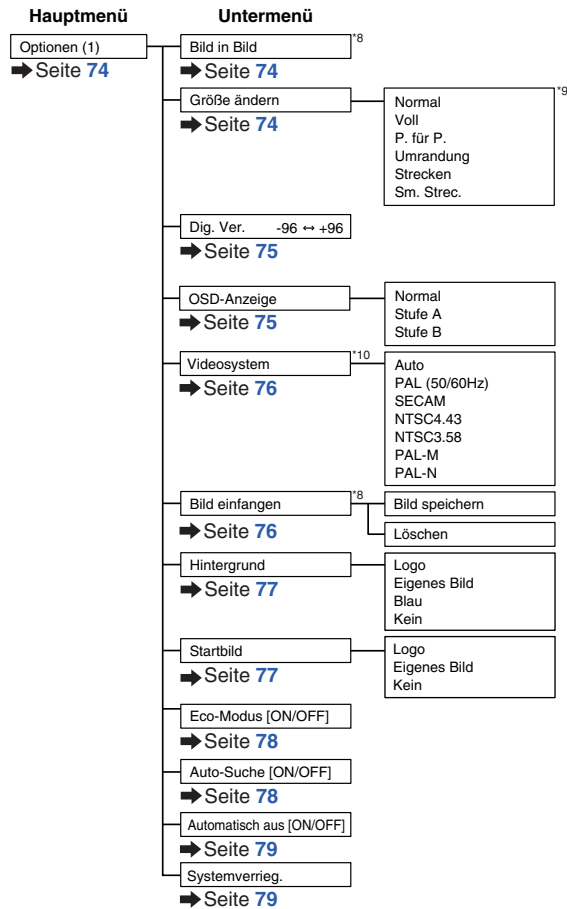 Hauptmenü Untermenü
Optionen (1)
➡ Seite 74
Bild in Bild *8
➡ Seite 74
Größe ändern
➡ Seite 74
Normal *9
Voll
P. für P.
Umrandung
Strecken
Sm. Strec.
Dig. Ver. -96 ↔ +96
➡ Seite 75
OSD-Anzeige
➡ Seite 75
Normal
Stufe A
Stufe B
Videosystem *10
➡ Seite 76
Auto
PAL (50/60Hz)
SECAM
NTSC4.43
NTSC3.58
PAL-M
PAL-N
Bild einfangen *8
➡ Seite 76
Bild speichern
Löschen
Hintergrund
➡ Seite 77
Logo
Eigenes Bild
Blau
Kein
Startbild
➡ Seite 77
Logo
Eigenes Bild
Kein
Eco-Modus [ON/OFF]
➡ Seite 78
Auto-Suche [ON/OFF]
➡ Seite 78
Automatisch aus [ON/OFF]
➡ Seite 79
Systemverrieg.
➡ Seite 79